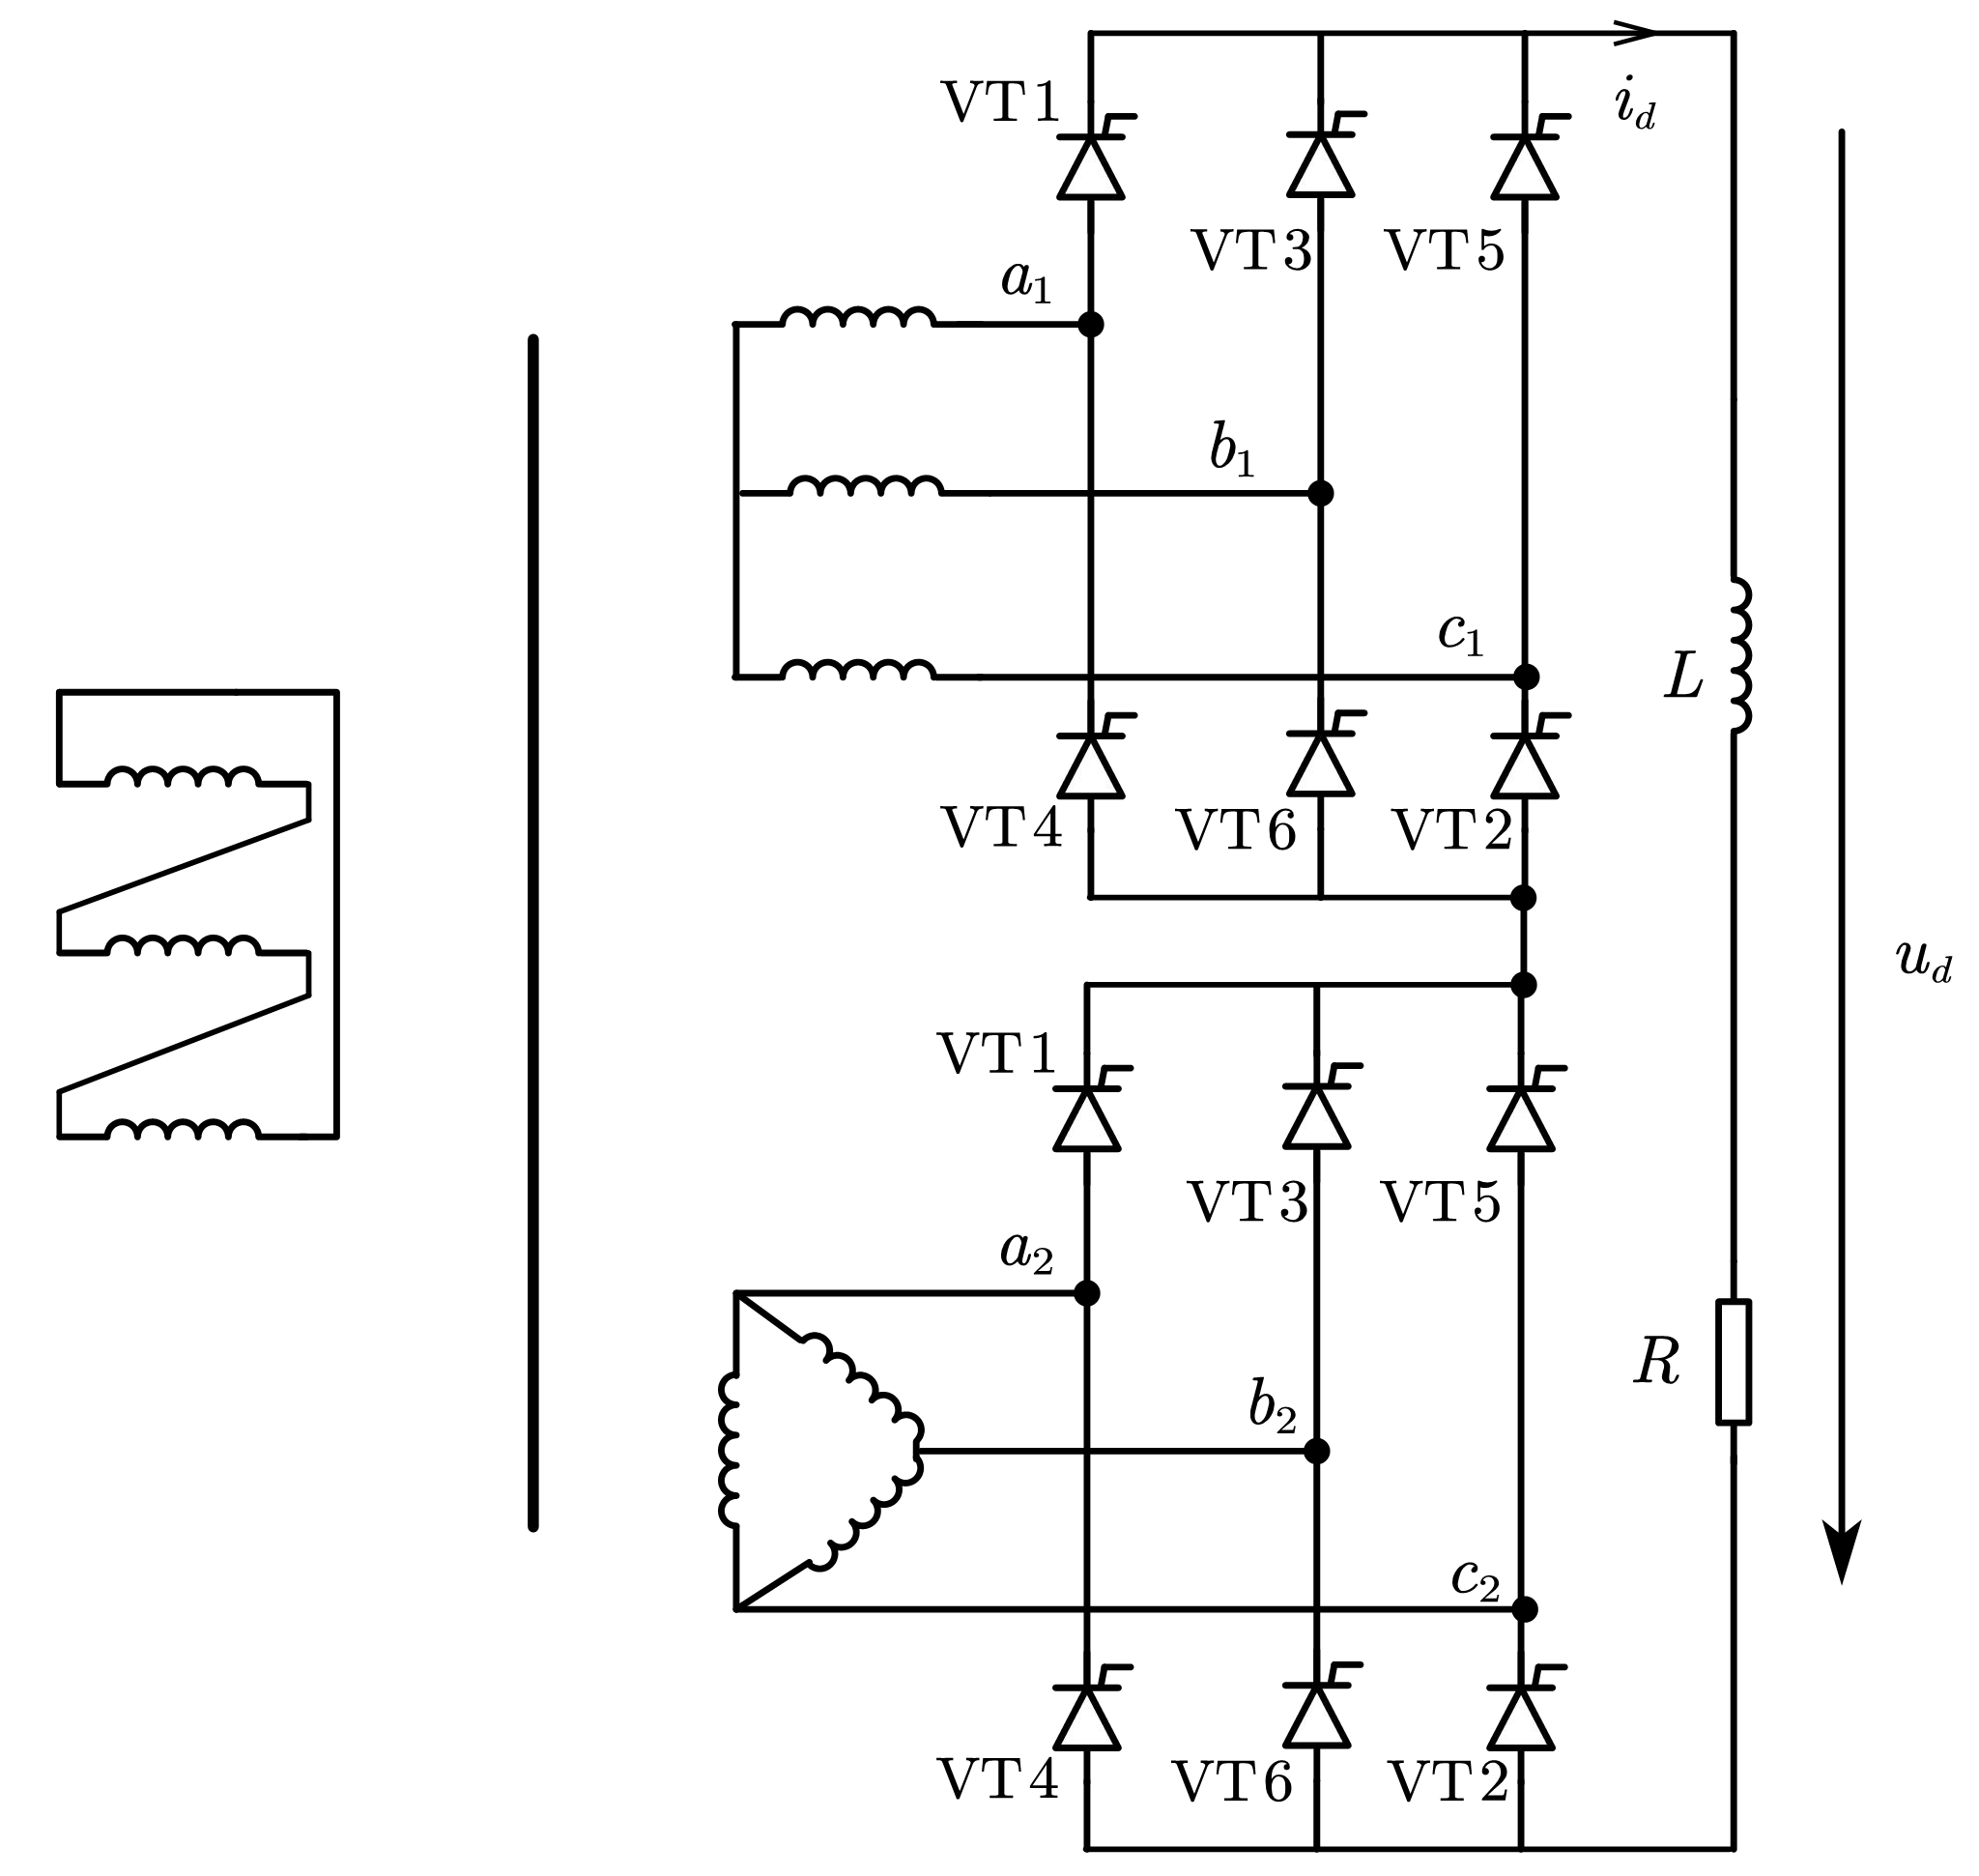 VT1
i_d
VT3
VT5
a_1
b_1
c_1
L
VT4
VT6
VT2
u_d
VT1
VT3
VT5
a_2
R
b_2
c_2
VT4
VT6
VT2